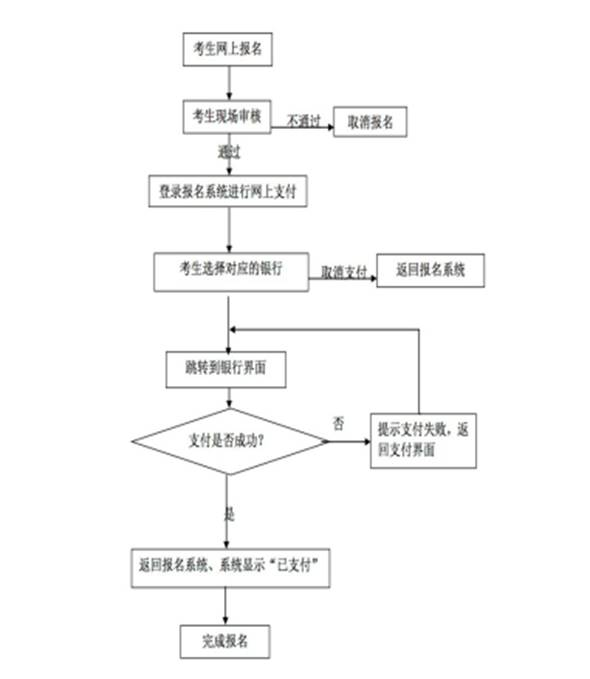 考生网上报名
考生现场审核
不通过
取消报名
通过
登录报名系统进行网上支付
考生选择对应的银行
取消支付
返回报名系统
跳转到银行界面
支付是否成功？
否
提示支付失败，返
回支付界面
是
返回报名系统、系统显示“已支付”
完成报名